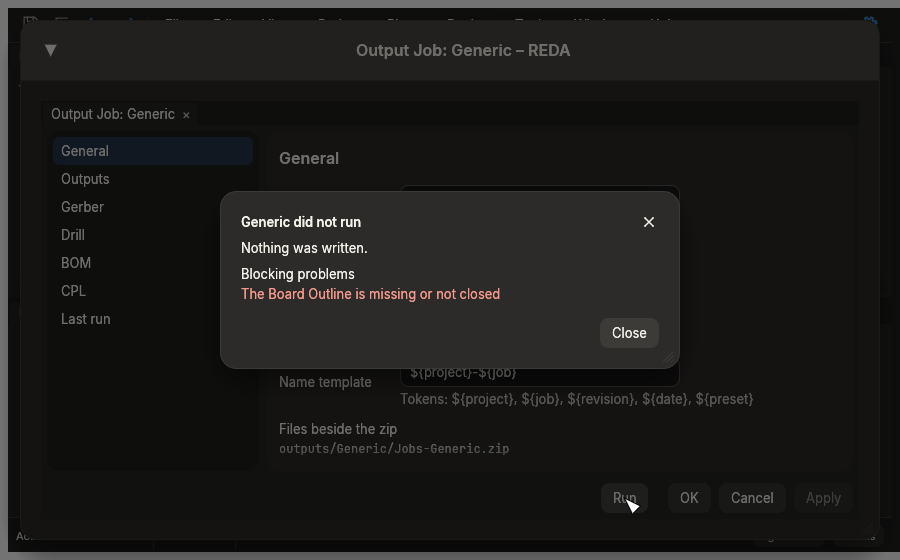 Output Job: Generic – REDA
Output Job: Generic ×
General
Outputs
Gerber
Drill
BOM
CPL
Last run
General
Generic did not run
Nothing was written.
Blocking problems
The Board Outline is missing or not closed
Close
${project}-${job}
Name template
Tokens: ${project}, ${job}, ${revision}, ${date}, ${preset}
Files beside the zip
outputs/Generic/Jobs-Generic.zip
Run
OK
Cancel
Apply